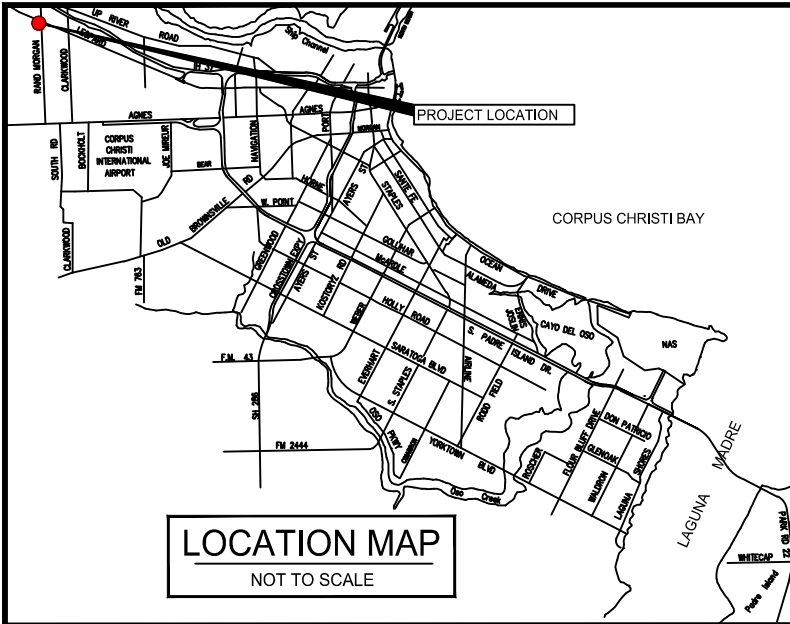 UP RIVER
ROAD
LEOPARD
IH 37
Ship Channel
RAND MORGAN
CLARKWOOD
AGNES
AGNES
PORT
NAVIGATION
MORGAN
PROJECT LOCATION
SOUTH RD
BOCKHOLT
CORPUS
CHRISTI
INTERNATIONAL
AIRPORT
JOE MIREUR
BEAR
HORNE
AYERS ST
STAPLES
SANTA FE
CLARKWOOD
OLD
BROWNSVILLE
RD
W. POINT
GREENWOOD
CROSSTOWN EXPY
AYERS ST
KOSTORYZ RD
GOLLIHAR
McARDLE
WEBER
CORPUS CHRISTI BAY
OCEAN
DRIVE
ALAMEDA
ENNIS
JOSLIN
CAYO DEL OSO
NAS
FM 763
HOLLY ROAD
S. PADRE
ISLAND DR.
F.M. 43
SARATOGA BLVD
EVERHART
S. STAPLES
AIRLINE
RODD FIELD
SH 286
OSO
PKWY
CIMARRON
YORKTOWN
BLVD
FM 2444
Oso Creek
ROSCHER
FLOUR BLUFF DRIVE
DON PATRICIO
GLENOAK
WALDRON
LAGUNA
SHORES
LAGUNA
MADRE
PARK RD 22
WHITECAP
Padre Island
LOCATION MAP
NOT TO SCALE